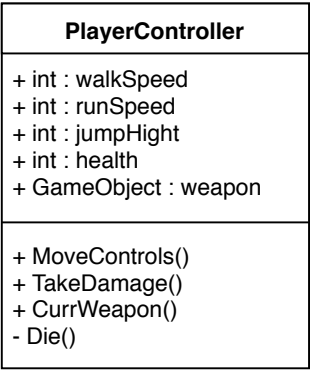 PlayerController
+ int : walkSpeed
+ int : runSpeed
+ int : jumpHight
+ int : health
+ GameObject : weapon
+ MoveControls()
+ TakeDamage()
+ CurrWeapon()
- Die()